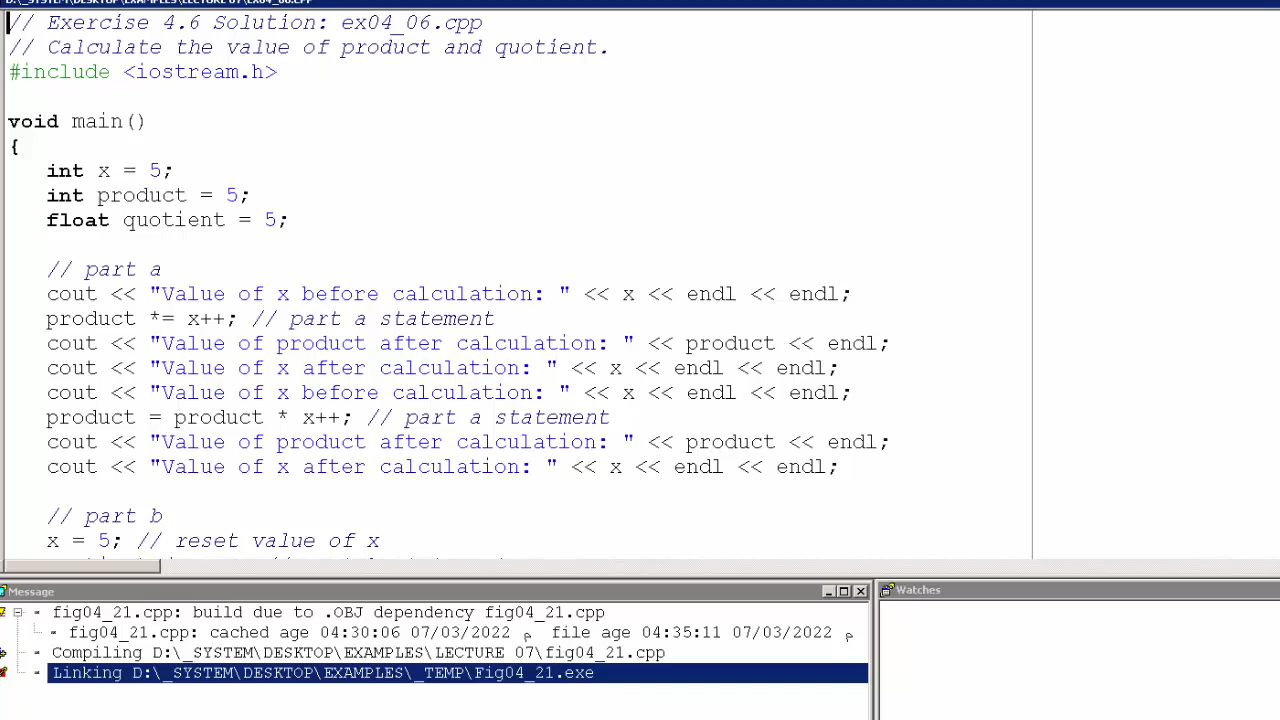 // Exercise 4.6 Solution: ex04_06.cpp
// Calculate the value of product and quotient.
#include <iostream.h>
void main()
{
int x = 5;
int product = 5;
float quotient = 5;
// part a
cout << "Value of x before calculation: " << x << endl << endl;
product *= x++; // part a statement
cout << "Value of product after calculation: " << product << endl;
cout << "Value of x after calculation: " << x << endl << endl;
cout << "Value of x before calculation: " << x << endl << endl;
product = product * x++; // part a statement
cout << "Value of product after calculation: " << product << endl;
cout << "Value of x after calculation: " << x << endl << endl;
// part b
x = 5; // reset value of x
Message
Watches
fig04_21.cpp: build due to .OBJ dependency fig04_21.cpp
fig04_21.cpp: cached age 04:30:06 07/03/2022 م file age 04:35:11 07/03/2022 م
Compiling D:\_SYSTEM\DESKTOP\EXAMPLES\LECTURE 07\fig04_21.cpp
Linking D:\_SYSTEM\DESKTOP\EXAMPLES\_TEMP\Fig04_21.exe